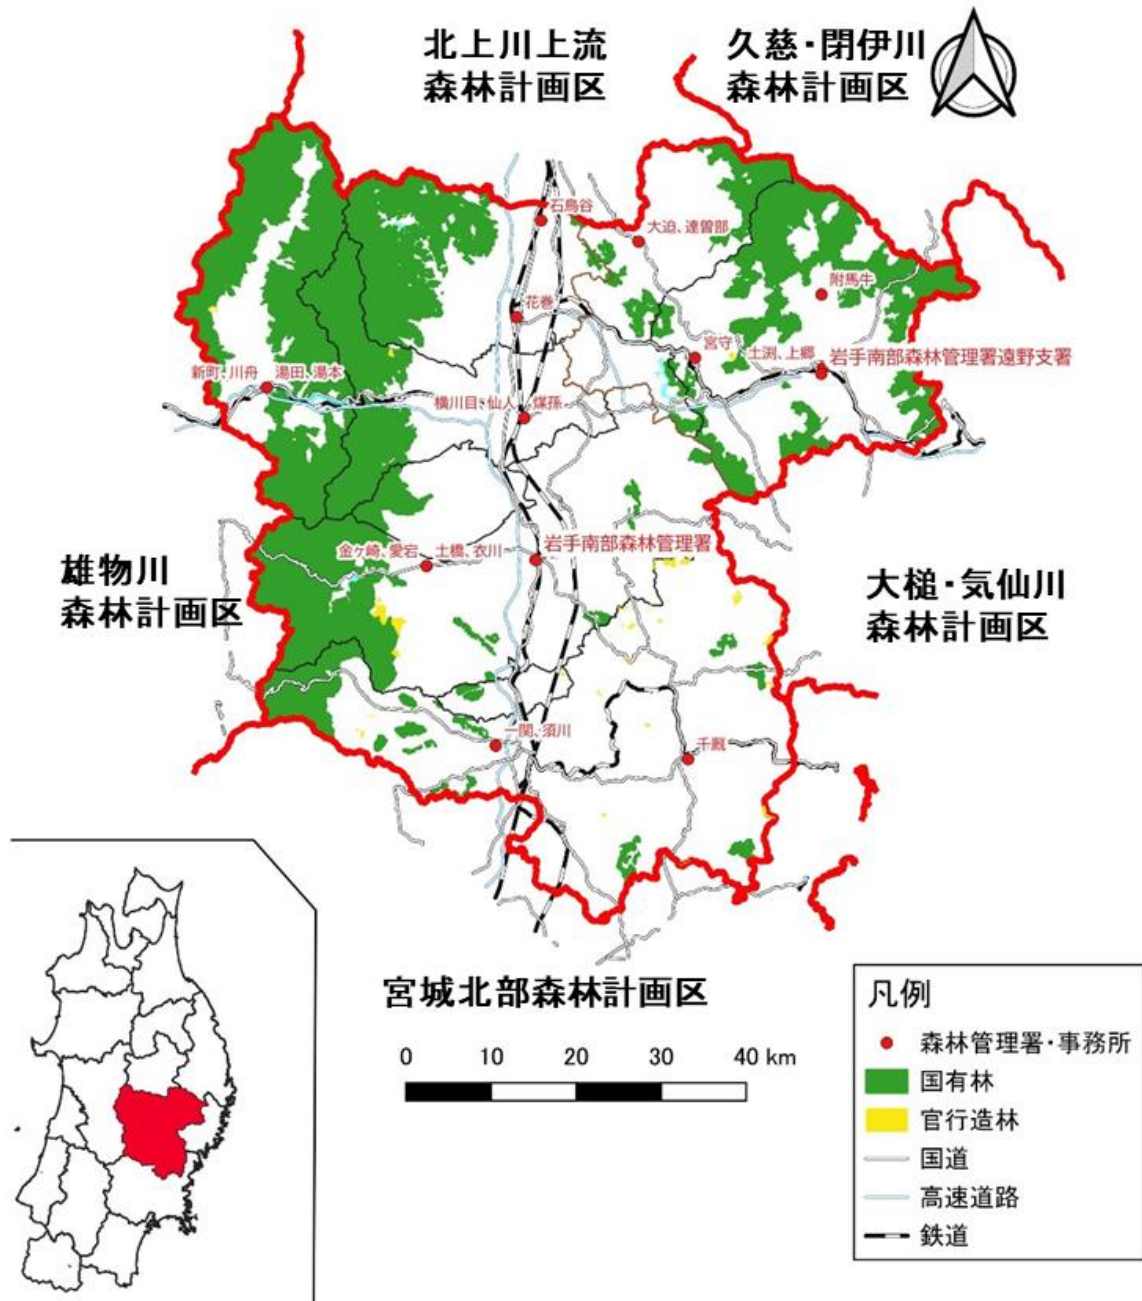 北上川上流
森林計画区
久慈・閉伊川
森林計画区
石鳥谷
大迫、達曽部
附馬牛
花巻
宮守
土渕、上郷
岩手南部森林管理署遠野支署
新町、川舟
湯田、湯本
横川目、仙人
煤孫
金ヶ崎、愛宕
土橋、衣川
岩手南部森林管理署
雄物川
森林計画区
大槌・気仙川
森林計画区
一関、須川
千厩
宮城北部森林計画区
0 10 20 30 40 km
凡例
森林管理署・事務所
国有林
官行造林
国道
高速道路
鉄道